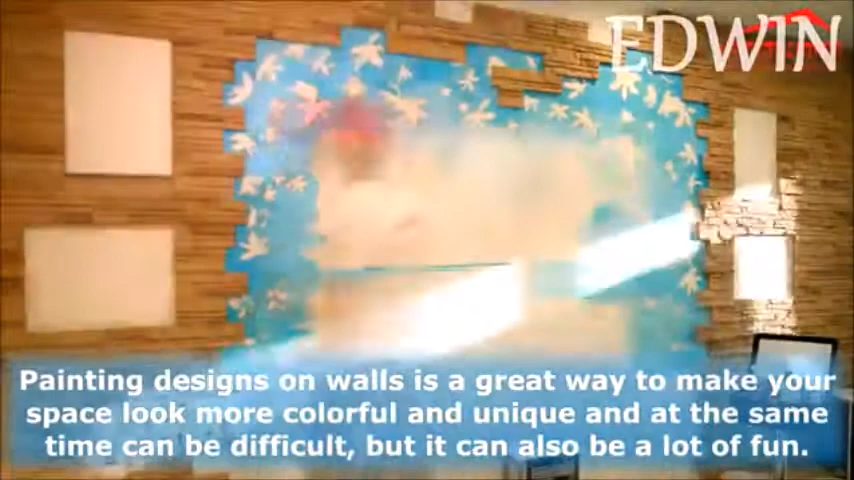 EDWIN
Painting designs on walls is a great way to make your
space look more colorful and unique and at the same
time can be difficult, but it can also be a lot of fun.